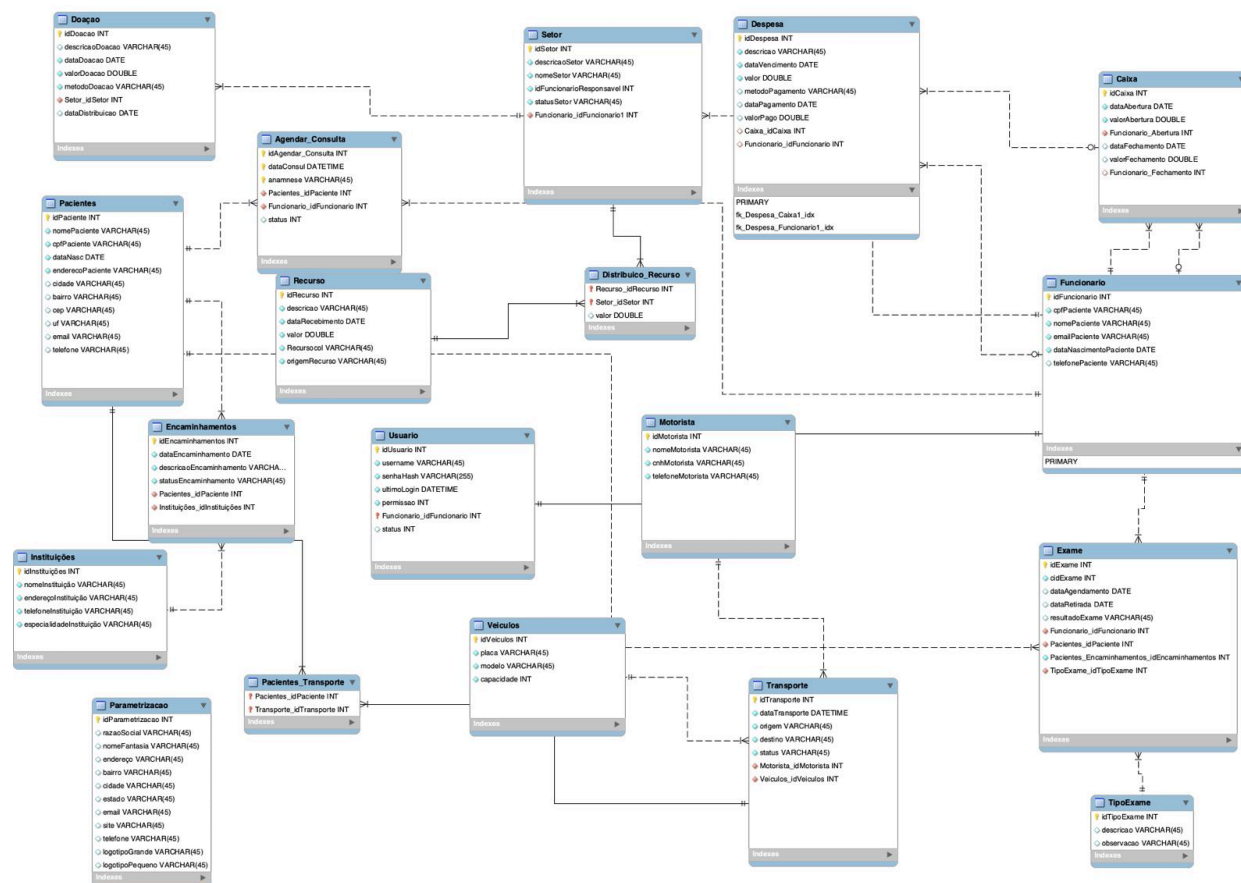 Doaçao
idDoacao INT
descricaoDoacao VARCHAR(45)
dataDoacao DATE
valorDoacao DOUBLE
metodoDoacao VARCHAR(45)
Setor_idSetor INT
dataDistribuicao DATE
Indexes
Setor
idSetor INT
descricaoSetor VARCHAR(45)
nomeSetor VARCHAR(45)
idFuncionarioResponsavel INT
statusSetor VARCHAR(45)
Funcionario_idFuncionario1 INT
Indexes
Despesa
idDespesa INT
descricao VARCHAR(45)
dataVencimento DATE
valor DOUBLE
metodoPagamento VARCHAR(45)
dataPagamento DATE
valorPago DOUBLE
Caixa_idCaixa INT
Funcionario_idFuncionario INT
Indexes
PRIMARY
fk_Despesa_Caixa1_idx
fk_Despesa_Funcionario1_idx
Caixa
idCaixa INT
dataAbertura DATE
valorAbertura DOUBLE
Funcionario_Abertura INT
dataFechamento DATE
valorFechamento DOUBLE
Funcionario_Fechamento INT
Indexes
Agendar_Consulta
idAgendar_Consulta INT
dataConsul DATETIME
anamnese VARCHAR(45)
Pacientes_idPaciente INT
Funcionario_idFuncionario INT
status INT
Indexes
Pacientes
idPaciente INT
nomePaciente VARCHAR(45)
cpfPaciente VARCHAR(45)
dataNasc DATE
enderecoPaciente VARCHAR(45)
cidade VARCHAR(45)
bairro VARCHAR(45)
cep VARCHAR(45)
uf VARCHAR(45)
email VARCHAR(45)
telefone VARCHAR(45)
Indexes
Recurso
idRecurso INT
descricao VARCHAR(45)
dataRecebimento DATE
valor DOUBLE
Recursocol VARCHAR(45)
origemRecurso VARCHAR(45)
Indexes
Distribuico_Recurso
Recurso_idRecurso INT
Setor_idSetor INT
valor DOUBLE
Indexes
Funcionario
idFuncionario INT
cpfPaciente VARCHAR(45)
nomePaciente VARCHAR(45)
emailPaciente VARCHAR(45)
dataNascimentoPaciente DATE
telefonePaciente VARCHAR(45)
Indexes
PRIMARY
Encaminhamentos
idEncaminhamentos INT
dataEncaminhamento DATE
descricaoEncaminhamento VARCHA...
statusEncaminhamento VARCHAR(45)
Pacientes_idPaciente INT
Instituições_idInstituições INT
Indexes
Usuario
idUsuario INT
username VARCHAR(45)
senhaHash VARCHAR(255)
ultimoLogin DATETIME
permissao INT
Funcionario_idFuncionario INT
status INT
Indexes
Motorista
idMotorista INT
nomeMotorista VARCHAR(45)
cnhMotorista VARCHAR(45)
telefoneMotorista VARCHAR(45)
Indexes
Instituições
idInstituições INT
nomeInstituição VARCHAR(45)
endereçoInstituição VARCHAR(45)
telefoneInstituição VARCHAR(45)
especialidadeInstituição VARCHAR(45)
Indexes
Exame
idExame INT
cidExame INT
dataAgendamento DATE
dataRetirada DATE
resultadoExame VARCHAR(45)
Funcionario_idFuncionario INT
Pacientes_idPaciente INT
Pacientes_Encaminhamentos_idEncaminhamentos INT
TipoExame_idTipoExame INT
Indexes
Veiculos
idVeiculos INT
placa VARCHAR(45)
modelo VARCHAR(45)
capacidade INT
Indexes
Pacientes_Transporte
Pacientes_idPaciente INT
Transporte_idTransporte INT
Indexes
Transporte
idTransporte INT
dataTransporte DATETIME
origem VARCHAR(45)
destino VARCHAR(45)
status VARCHAR(45)
Motorista_idMotorista INT
Veiculos_idVeiculos INT
Indexes
Parametrizacao
idParametrizacao INT
razaoSocial VARCHAR(45)
nomeFantasia VARCHAR(45)
endereço VARCHAR(45)
bairro VARCHAR(45)
cidade VARCHAR(45)
estado VARCHAR(45)
email VARCHAR(45)
site VARCHAR(45)
telefone VARCHAR(45)
logotipoGrande VARCHAR(45)
logotipoPequeno VARCHAR(45)
Indexes
TipoExame
idTipoExame INT
descricao VARCHAR(45)
observacao VARCHAR(45)
Indexes